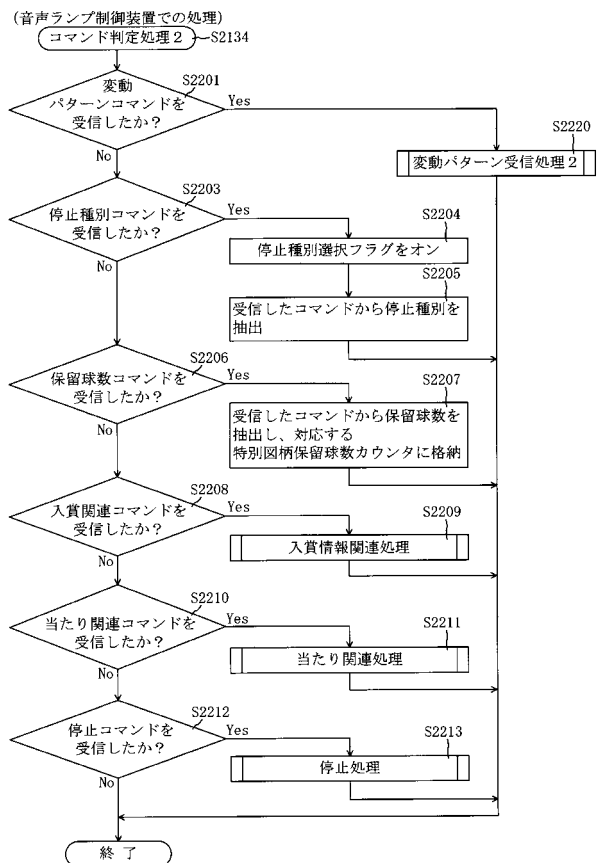 (音声ランプ制御装置での処理)
コマンド判定処理2
S2134
S2201
変動
パターンコマンドを
受信したか?
Yes
No
S2220
変動パターン受信処理2
S2203
停止種別コマンドを
受信したか?
Yes
No
S2204
停止種別選択フラグをオン
S2205
受信したコマンドから停止種別を
抽出
S2206
保留球数コマンドを
受信したか?
Yes
No
S2207
受信したコマンドから保留球数を
抽出し、対応する
特別図柄保留球数カウンタに格納
S2208
入賞関連コマンドを
受信したか?
Yes
No
S2209
入賞情報関連処理
S2210
当たり関連コマンドを
受信したか?
Yes
No
S2211
当たり関連処理
S2212
停止コマンドを
受信したか?
Yes
No
S2213
停止処理
終了